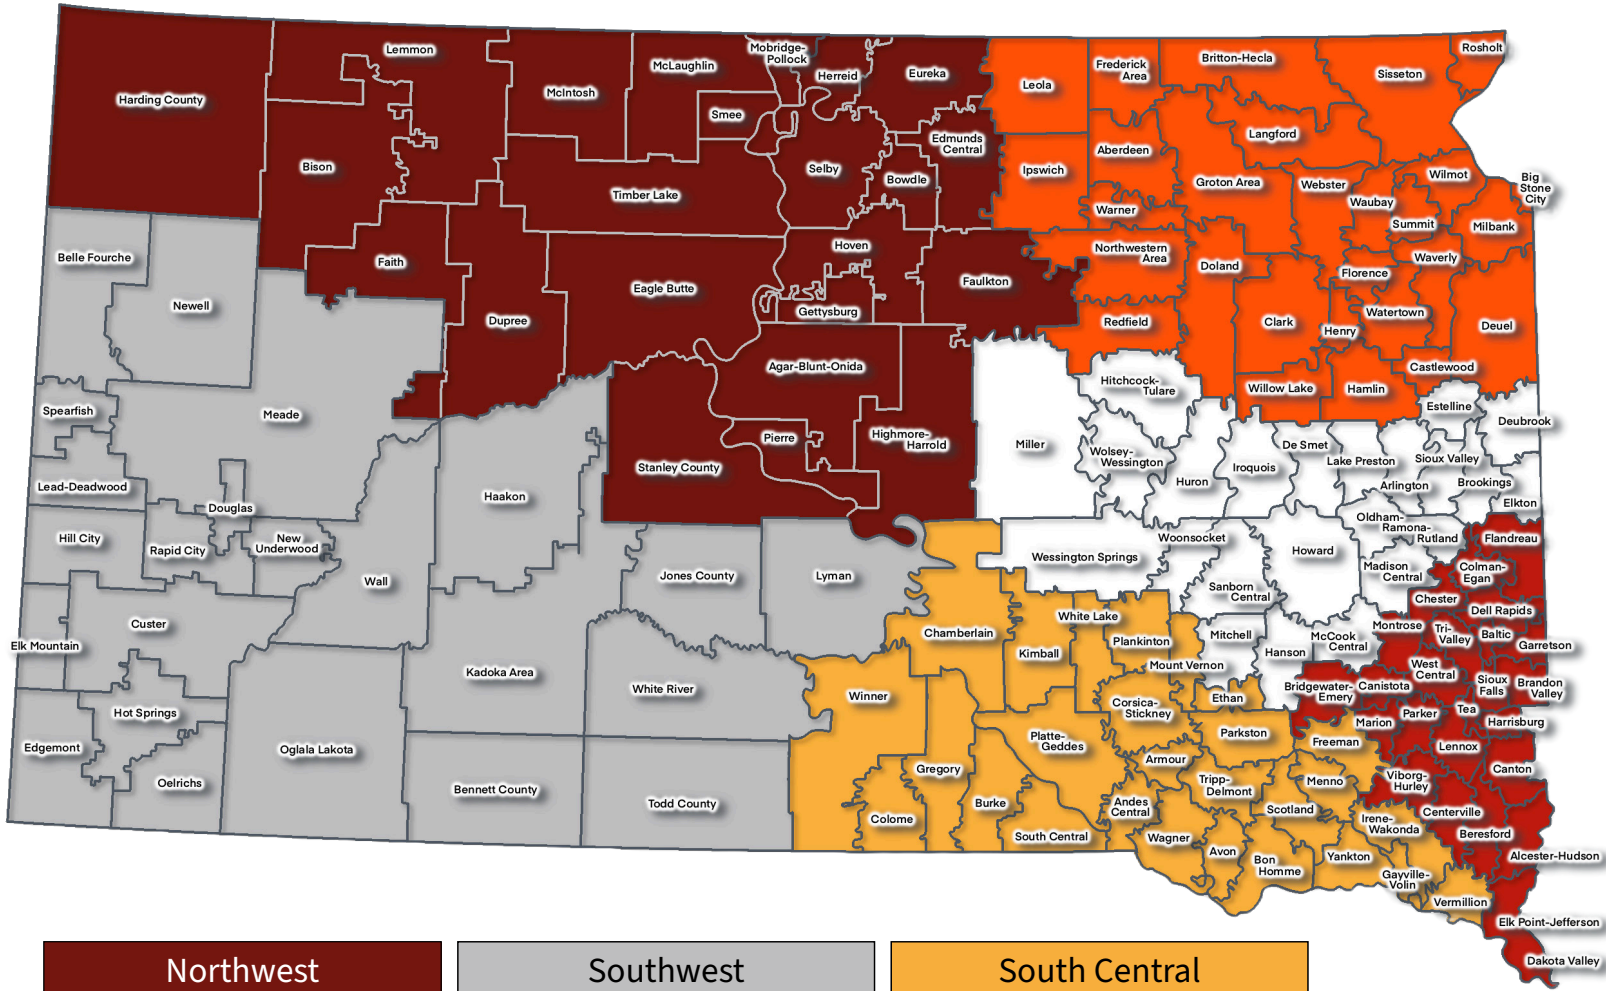 Harding County
Lemmon
McIntosh
McLaughlin
Mobridge-
Pollock
Herreid
Eureka
Smee
Bison
Timber Lake
Selby
Bowdle
Edmunds
Central
Faith
Dupree
Eagle Butte
Hoven
Gettysburg
Faulkton
Agar-Blunt-Onida
Pierre
Highmore-
Harrold
Stanley County
Leola
Frederick
Area
Britton-Hecla
Sisseton
Rosholt
Langford
Aberdeen
Ipswich
Groton Area
Webster
Waubay
Wilmot
Big
Stone
City
Summit
Milbank
Warner
Northwestern
Area
Doland
Waverly
Florence
Watertown
Henry
Clark
Redfield
Deuel
Castlewood
Willow Lake
Hamlin
Belle Fourche
Newell
Spearfish
Meade
Lead-Deadwood
Douglas
Hill City
Rapid City
New
Underwood
Wall
Haakon
Custer
Elk Mountain
Hot Springs
Edgemont
Oelrichs
Oglala Lakota
Kadoka Area
Bennett County
Jones County
Lyman
White River
Todd County
Miller
Hitchcock-
Tulare
Wolsey-
Wessington
Huron
Iroquois
De Smet
Lake Preston
Estelline
Deubrook
Sioux Valley
Arlington
Brookings
Elkton
Wessington Springs
Woonsocket
Sanborn
Central
Howard
Oldham-
Ramona-
Rutland
Madison
Central
Mitchell
Hanson
McCook
Central
Flandreau
Colman-
Egan
Chester
Dell Rapids
Montrose
Tri-
Valley
Baltic
Garretson
West
Central
Sioux
Falls
Brandon
Valley
Bridgewater-
Emery
Canistota
Marion
Parker
Tea
Harrisburg
Lennox
Canton
Viborg-
Hurley
Centerville
Beresford
Alcester-Hudson
Elk Point-Jefferson
Dakota Valley
Chamberlain
Kimball
White Lake
Plankinton
Mount Vernon
Ethan
Corsica-
Stickney
Winner
Colome
Gregory
Burke
Platte-
Geddes
South Central
Armour
Andes
Central
Wagner
Parkston
Freeman
Tripp-
Delmont
Menno
Scotland
Avon
Bon
Homme
Yankton
Irene-
Wakonda
Gayville-
Volin
Vermillion
Northwest
Southwest
South Central